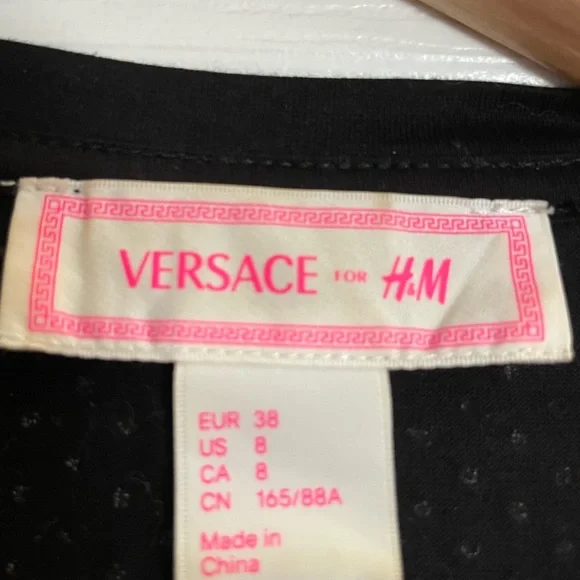 VERSACE FOR H&M
EUR 38
US 8
CA 8
CN 165/88A
Made in
China